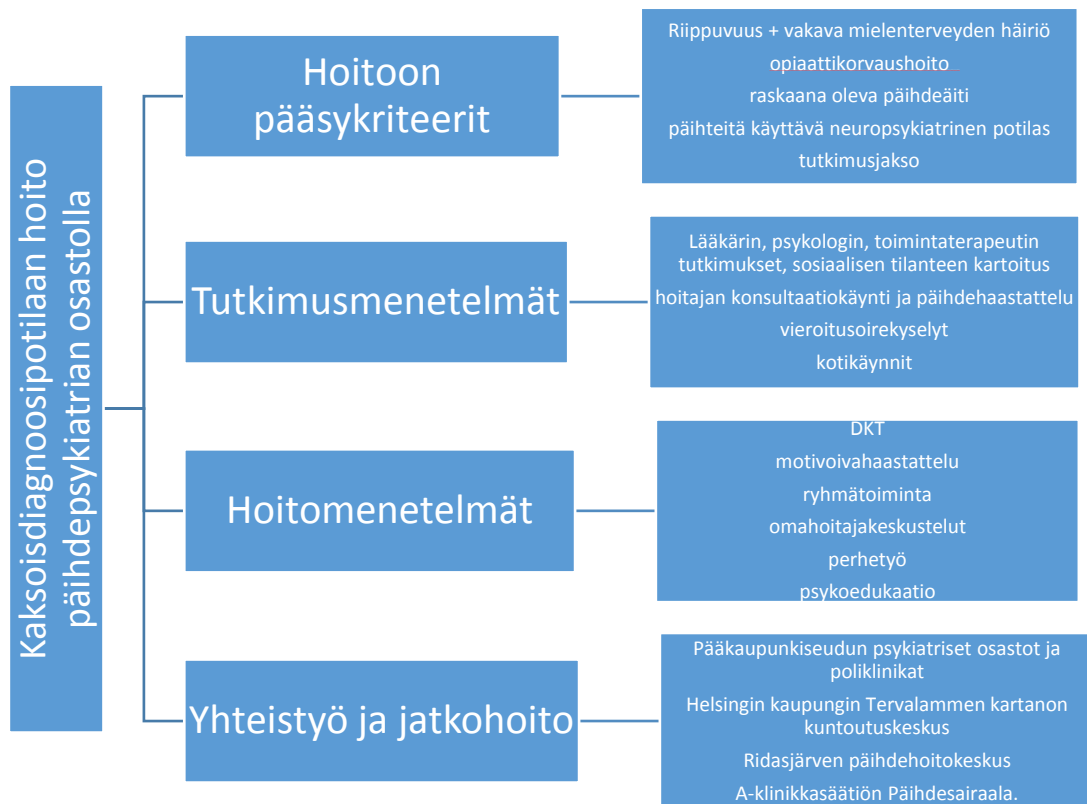 Kaksoisdiagnoosipotilaan hoito
päihdepsykiatrian osastolla
Hoitoon
pääsykriteerit
Riippuvuus + vakava mielenterveyden häiriö
opiaattikorvaushoito
raskaana oleva päihdeäiti
päihteitä käyttävä neuropsykiatrinen potilas
tutkimusjakso
Tutkimusmenetelmät
Lääkärin, psykologin, toimintaterapeutin
tutkimukset, sosiaalisen tilanteen kartoitus
hoitajan konsultaatiokäynti ja päihdehaastattelu
vieroitusoirekyselyt
kotikäynnit
Hoitomenetelmät
DKT
motivoivahaastattelu
ryhmätoiminta
omahoitajakeskustelut
perhetyö
psykoedukaatio
Yhteistyö ja jatkohoito
Pääkaupunkiseudun psykiatriset osastot ja
poliklinikat
Helsingin kaupungin Tervalammen kartanon
kuntoutuskeskus
Ridasjärven päihdehoitokeskus
A-klinikkasäätiön Päihdesairaala.